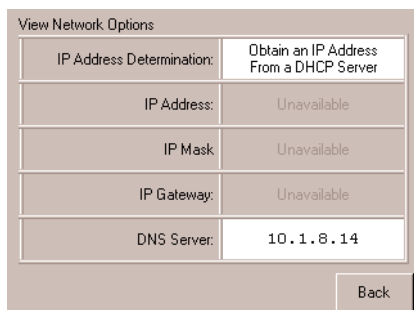 View Network Options
IP Address Determination:
Obtain an IP Address
From a DHCP Server
IP Address:
Unavailable
IP Mask
Unavailable
IP Gateway:
Unavailable
DNS Server:
10.1.8.14
Back